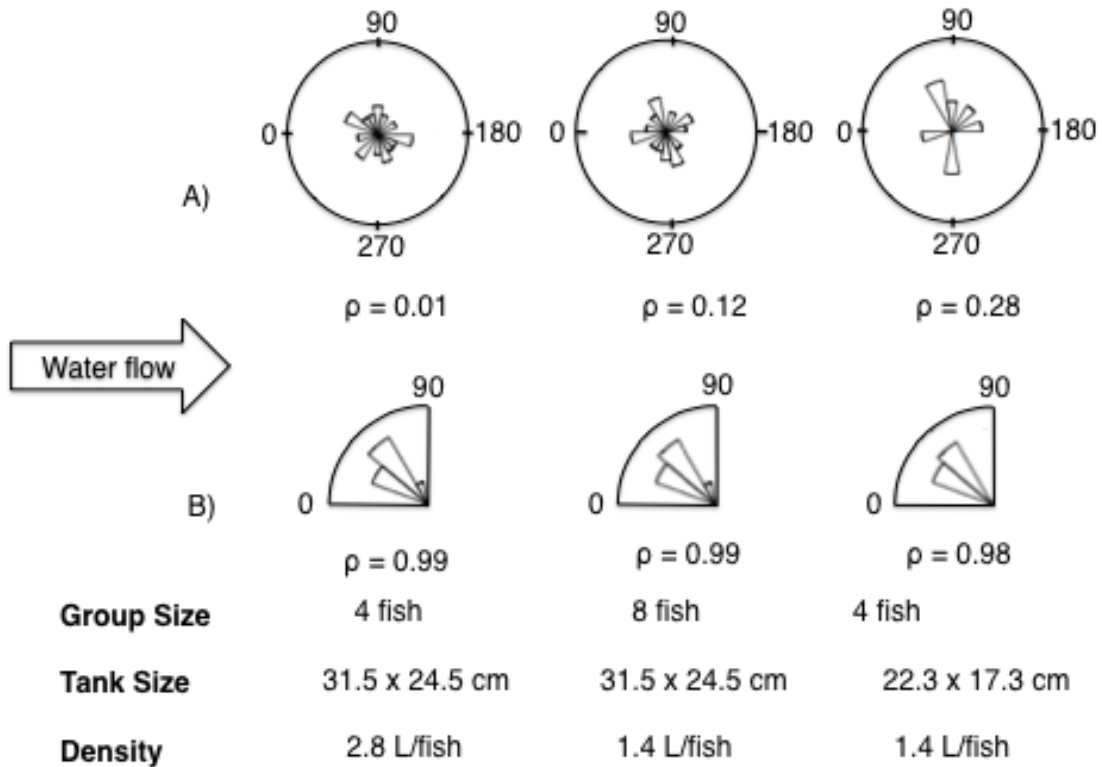 90 90 90
0 180 0 180 0 180
A)
270 270 270
ρ = 0.01 ρ = 0.12 ρ = 0.28
Water flow
90 90 90
B) 0 0 0
ρ = 0.99 ρ = 0.99 ρ = 0.98
Group Size 4 fish 8 fish 4 fish
Tank Size 31.5 x 24.5 cm 31.5 x 24.5 cm 22.3 x 17.3 cm
Density 2.8 L/fish 1.4 L/fish 1.4 L/fish